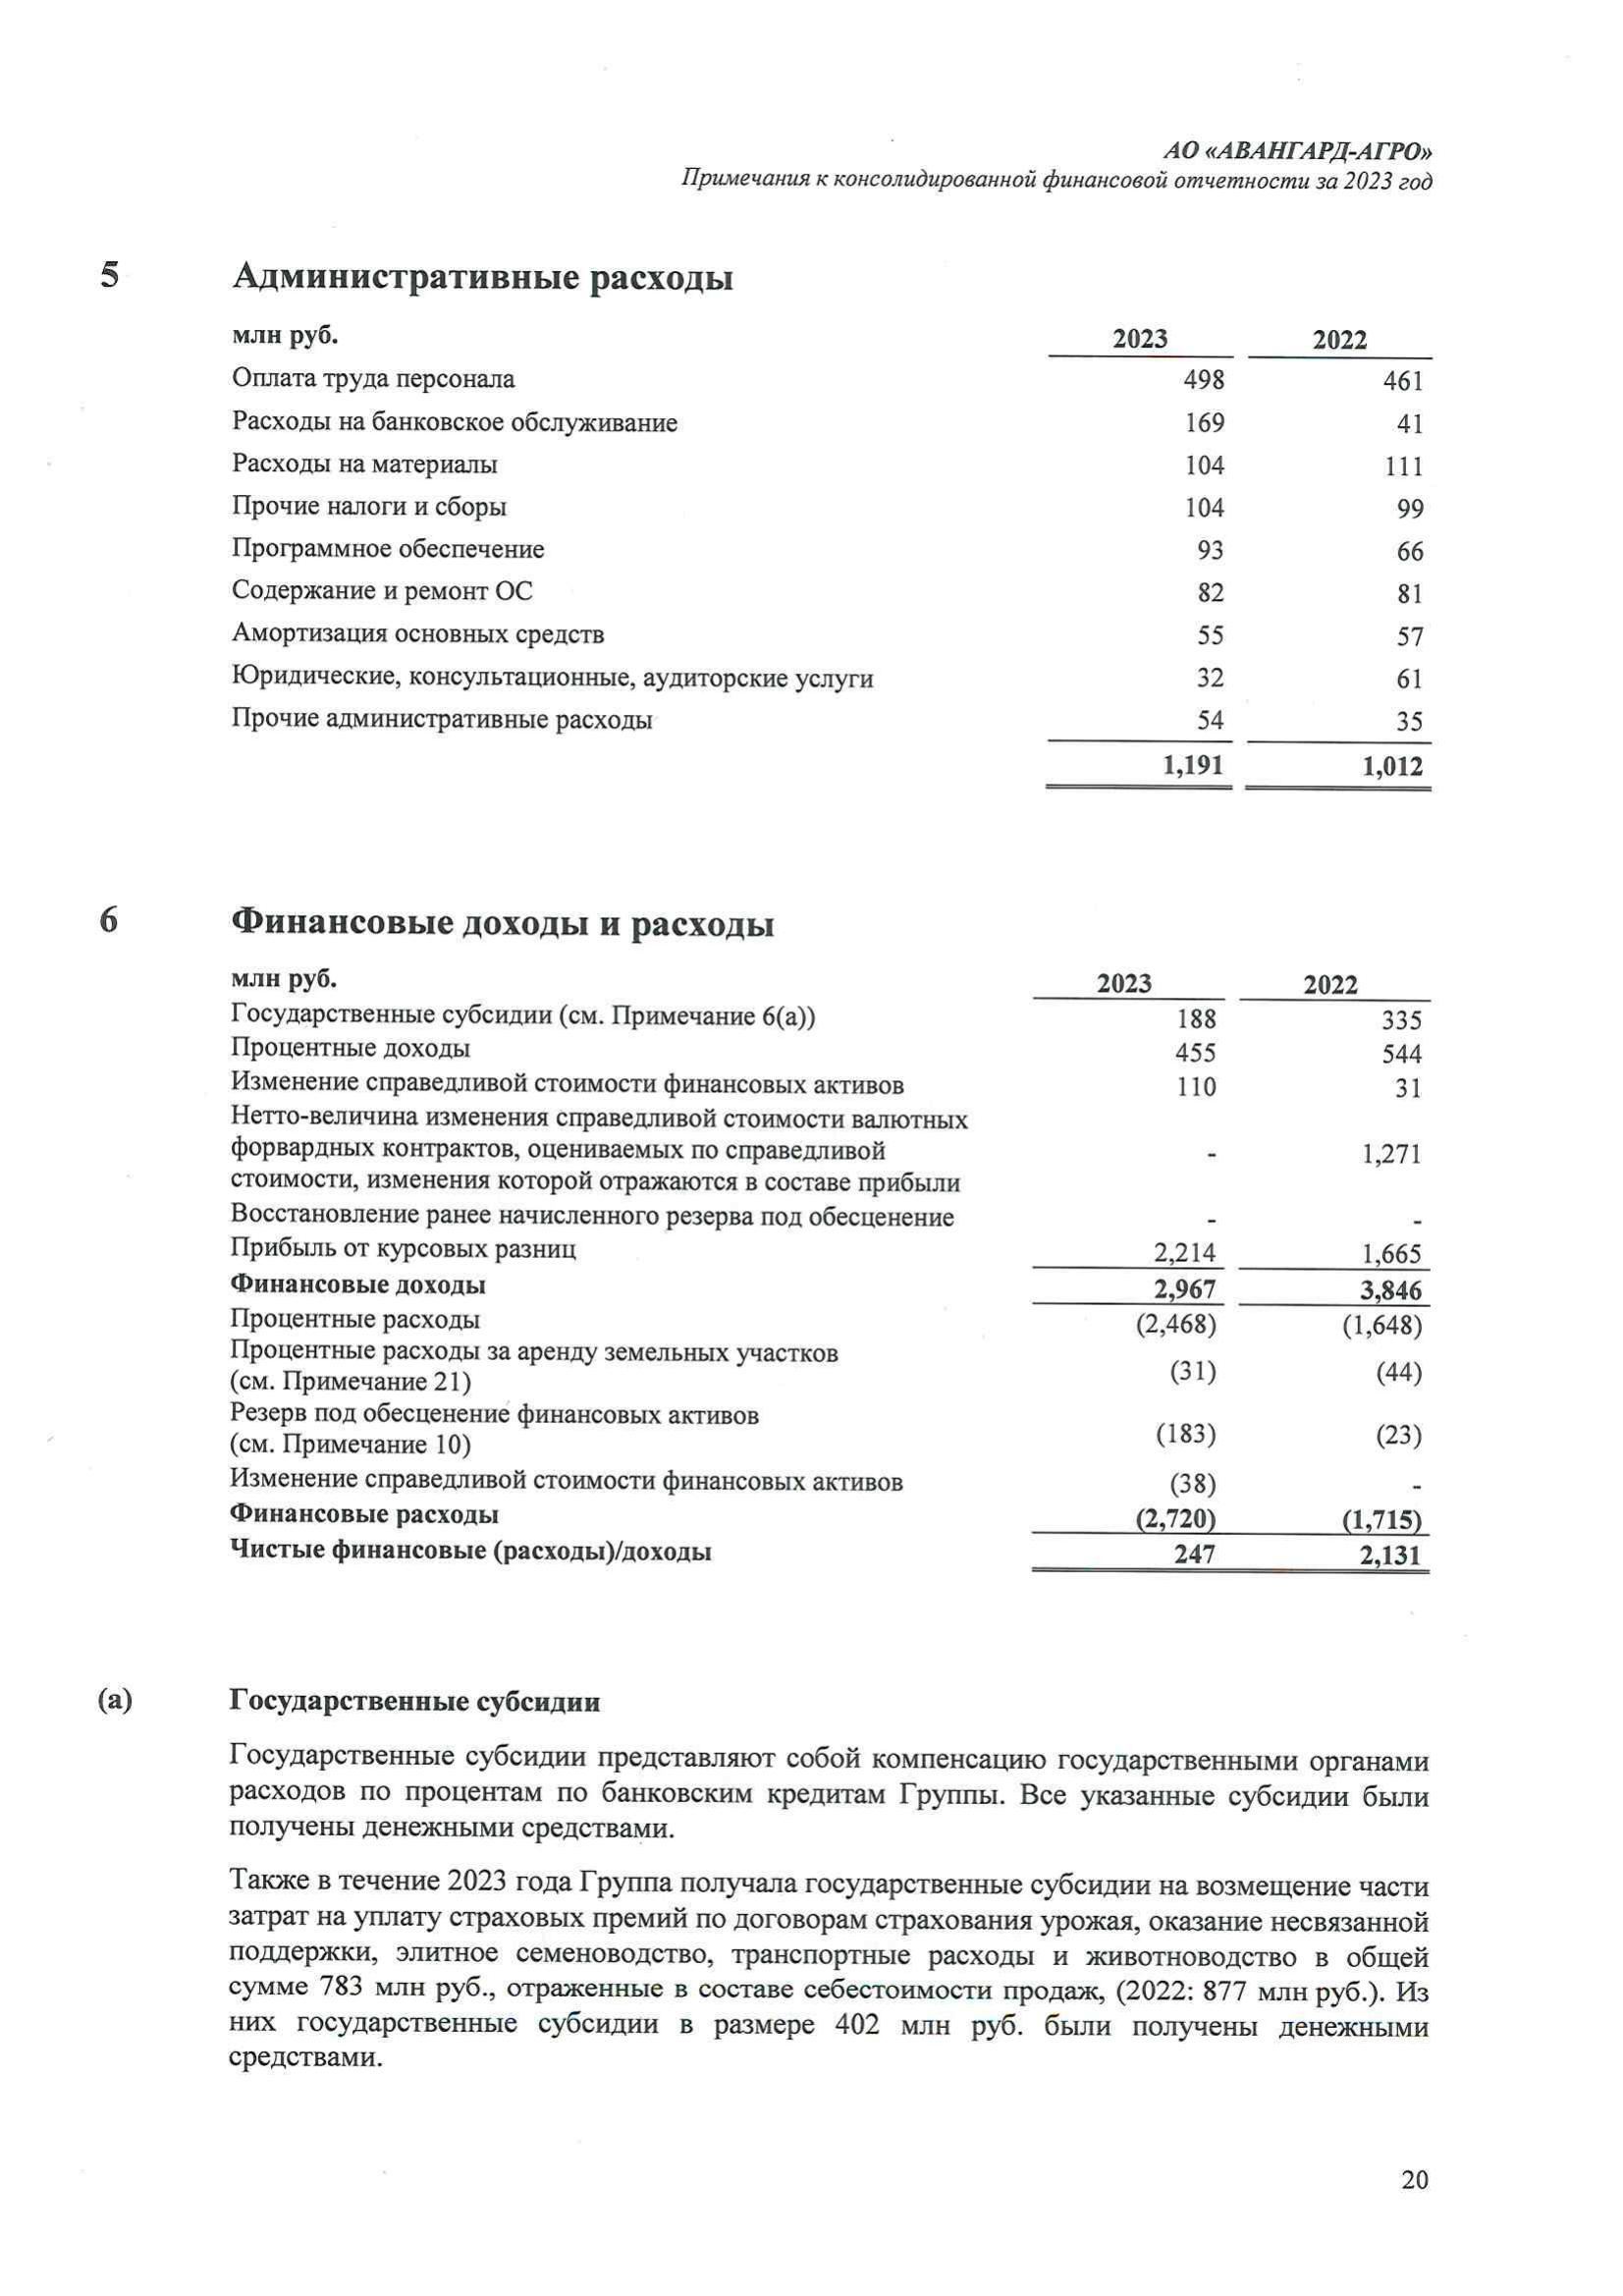 АО «АВАНГАРД-АГРО»
Примечания к консолидированной финансовой отчетности за 2023 год
5 Административные расходы
млн руб. 2023 2022
Оплата труда персонала 498 461
Расходы на банковское обслуживание 169 41
Расходы на материалы 104 111
Прочие налоги и сборы 104 99
Программное обеспечение 93 66
Содержание и ремонт ОС 82 81
Амортизация основных средств 55 57
Юридические, консультационные, аудиторские услуги 32 61
Прочие административные расходы 54 35
1,191 1,012
6 Финансовые доходы и расходы
млн руб. 2023 2022
Государственные субсидии (см. Примечание 6(а)) 188 335
Процентные доходы 455 544
Изменение справедливой стоимости финансовых активов 110 31
Нетто-величина изменения справедливой стоимости валютных
форвардных контрактов, оцениваемых по справедливой - 1,271
стоимости, изменения которой отражаются в составе прибыли
Восстановление ранее начисленного резерва под обесценение - -
Прибыль от курсовых разниц 2,214 1,665
Финансовые доходы 2,967 3,846
Процентные расходы (2,468) (1,648)
Процентные расходы за аренду земельных участков
(см. Примечание 21) (31) (44)
Резерв под обесценение финансовых активов
(см. Примечание 10) (183) (23)
Изменение справедливой стоимости финансовых активов (38) -
Финансовые расходы (2,720) (1,715)
Чистые финансовые (расходы)/доходы 247 2,131
(а) Государственные субсидии
Государственные субсидии представляют собой компенсацию государственными органами
расходов по процентам по банковским кредитам Группы. Все указанные субсидии были
получены денежными средствами.
Также в течение 2023 года Группа получала государственные субсидии на возмещение части
затрат на уплату страховых премий по договорам страхования урожая, оказание несвязанной
поддержки, элитное семеноводство, транспортные расходы и животноводство в общей
сумме 783 млн руб., отраженные в составе себестоимости продаж, (2022: 877 млн руб.). Из
них государственные субсидии в размере 402 млн руб. были получены денежными
средствами.
20